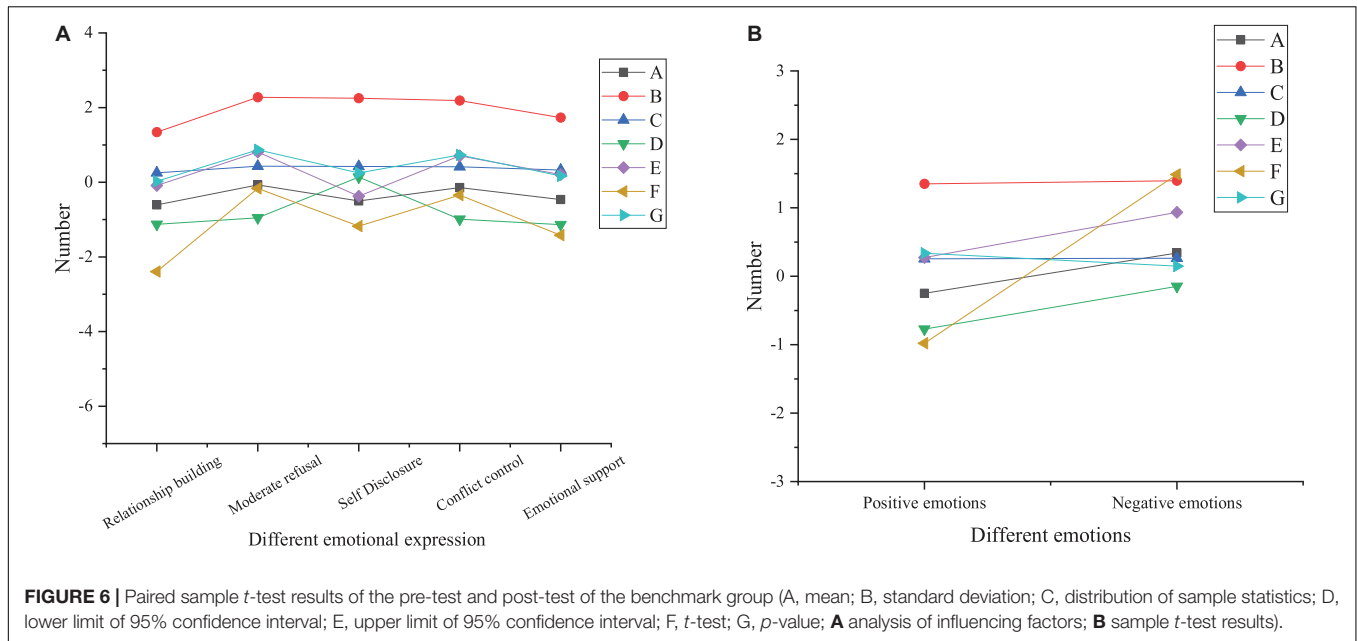 A
4
2
0
-2
-4
-6
Number
Relationship building
Moderate refusal
Self Disclosure
Conflict control
Emotional support
Different emotional expression
A
B
C
D
E
F
G
B
3
2
1
0
-1
-2
-3
Number
Positive emotions
Negative emotions
Different emotions
A
B
C
D
E
F
G
FIGURE 6 | Paired sample t-test results of the pre-test and post-test of the benchmark group (A, mean; B, standard deviation; C, distribution of sample statistics; D,
lower limit of 95% confidence interval; E, upper limit of 95% confidence interval; F, t-test; G, p-value; A analysis of influencing factors; B sample t-test results).